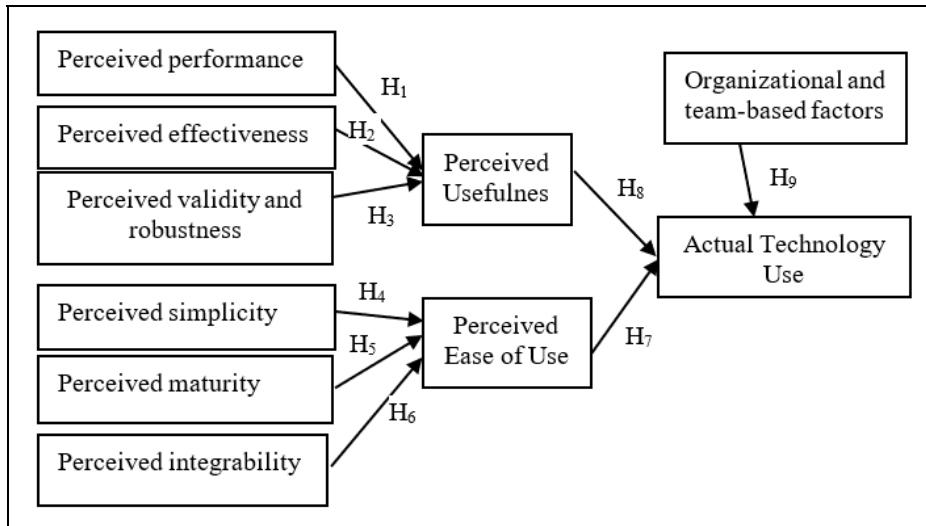 Perceived performance
H₁
Perceived effectiveness
H₂
Perceived validity and
robustness
H₃
Perceived Usefulnes
Perceived simplicity
H₄
Perceived maturity
H₅
Perceived integrability
H₆
Perceived
Ease of Use
H₈
H₇
Organizational and
team-based factors
H₉
Actual Technology
Use